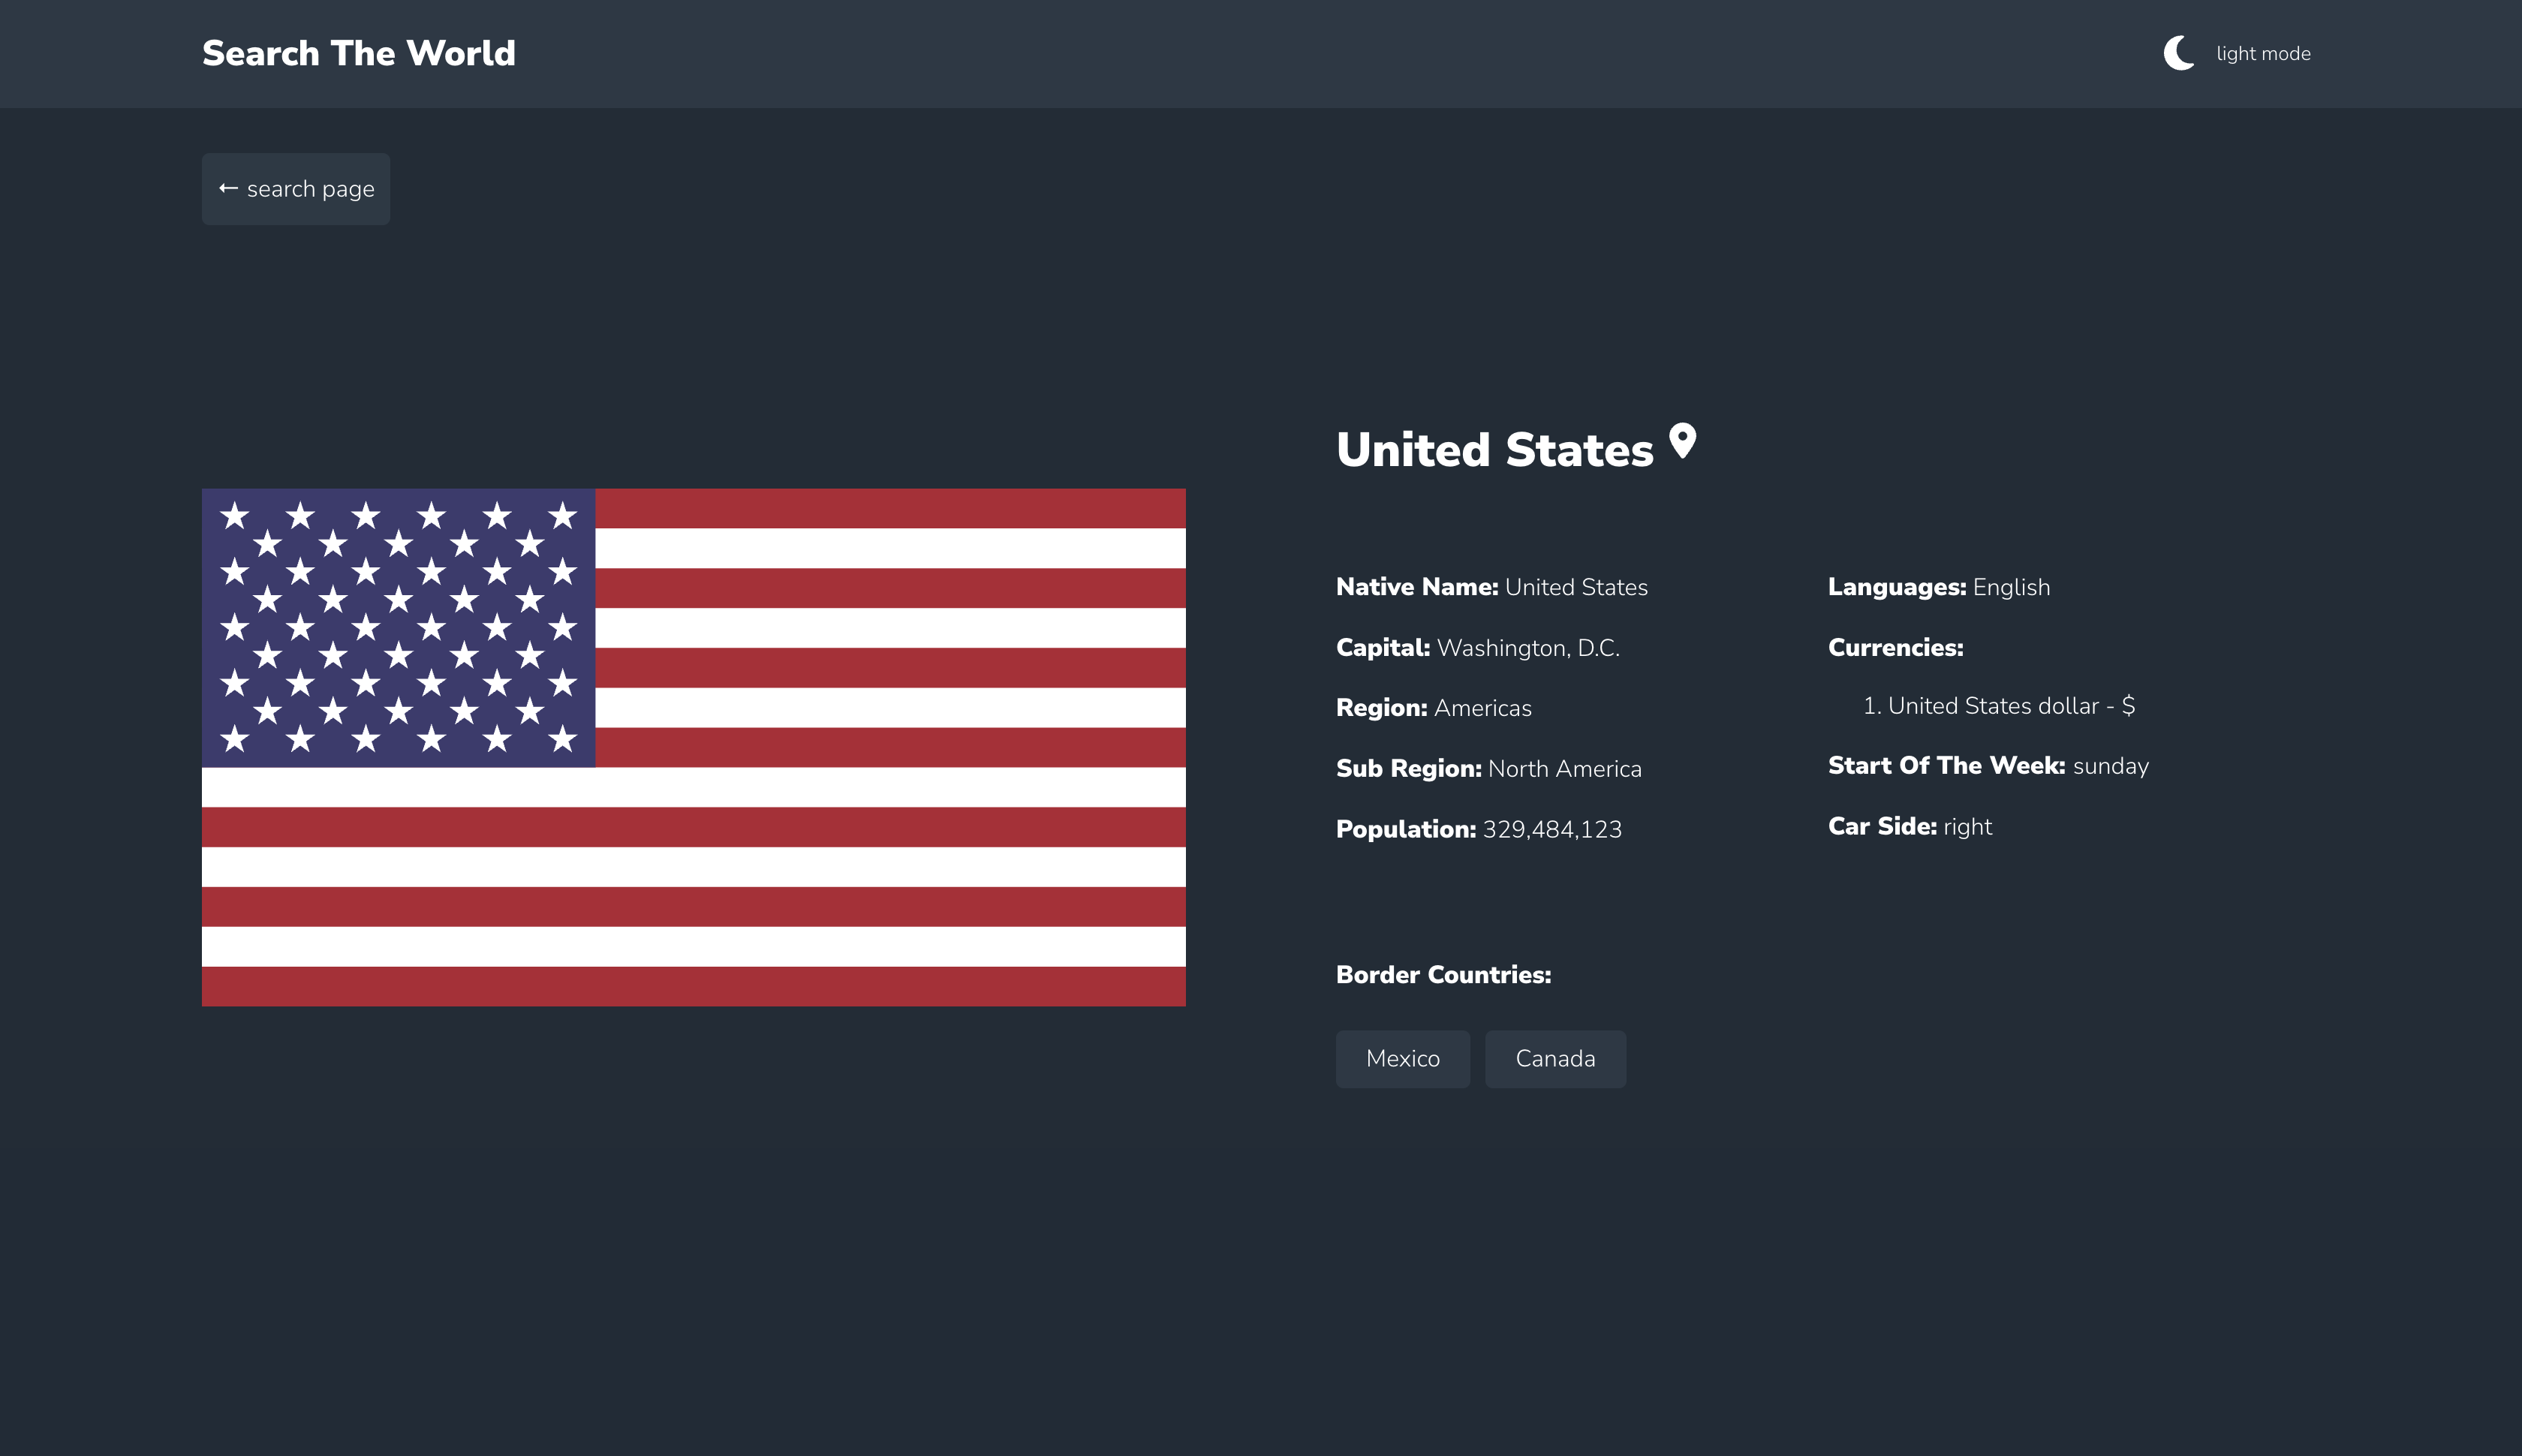 Search The World
light mode
← search page
United States
Native Name: United States
Capital: Washington, D.C.
Region: Americas
Sub Region: North America
Population: 329,484,123
Languages: English
Currencies:
1. United States dollar - $
Start Of The Week: sunday
Car Side: right
Border Countries:
Mexico
Canada